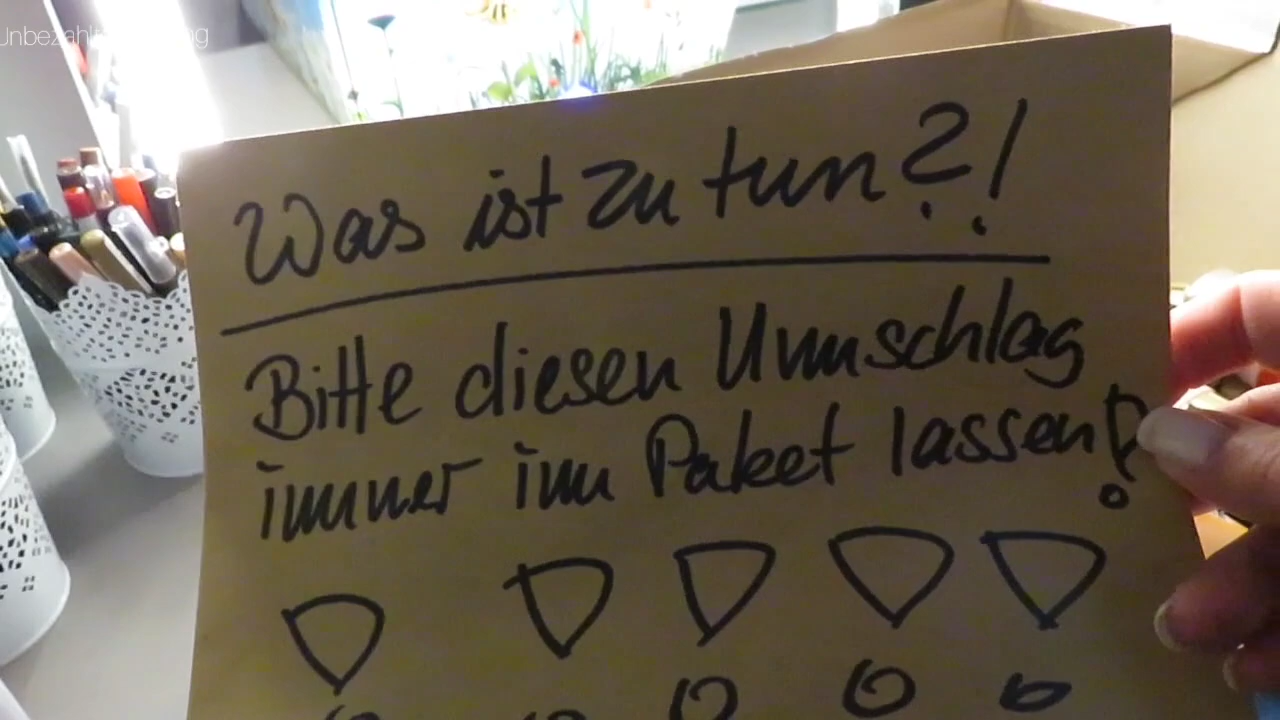 Was ist zu tun?!
Bitte diesen Umschlag
immer im Paket lassen!